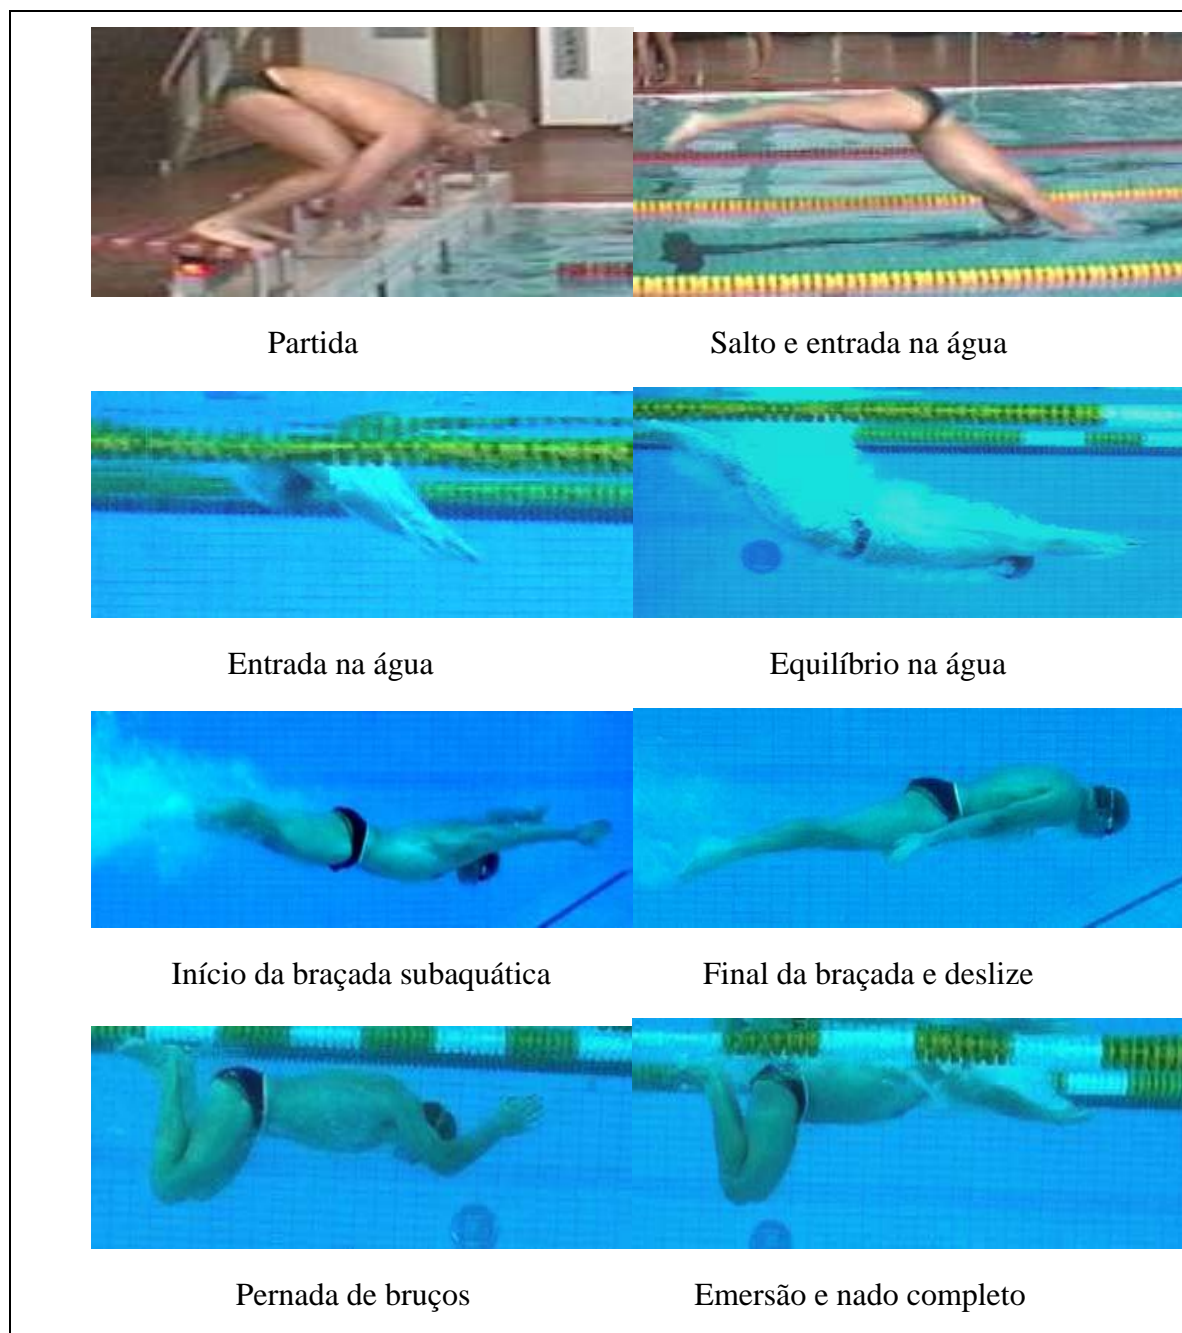 Partida
Salto e entrada na água
Entrada na água
Equilíbrio na água
Início da braçada subaquática
Final da braçada e deslize
Pernada de bruços
Emersão e nado completo